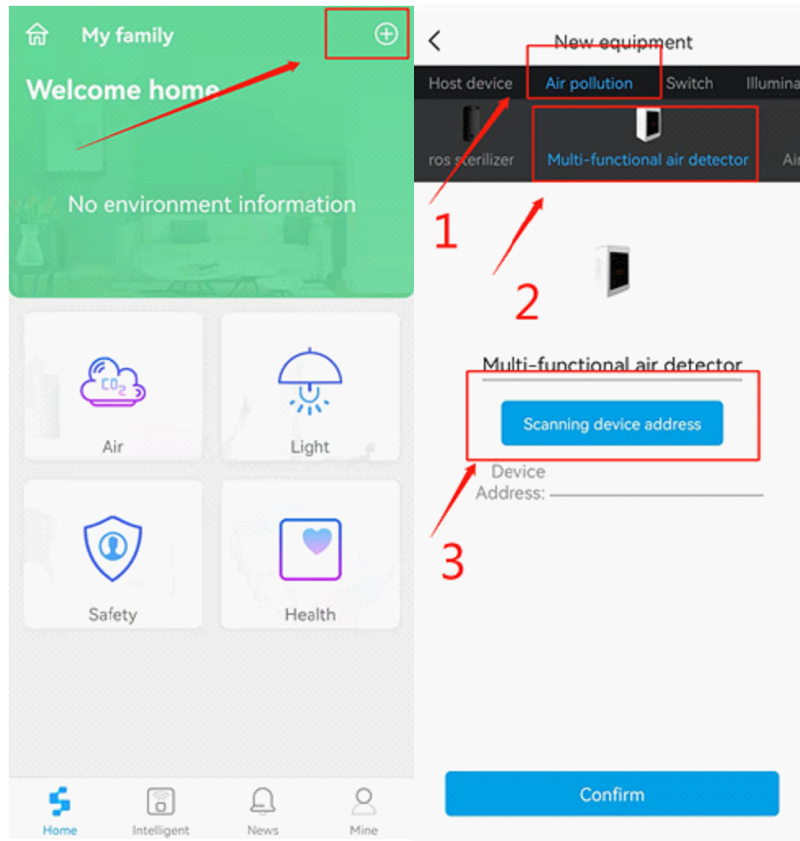 My family
Welcome home
No environment information
CO2
Air
Light
Safety
Health
Home
Intelligent
News
Mine
New equipment
Host device Air pollution Switch Illumina
ros sterilizer Multi-functional air detector Air
1
2
Multi-functional air detector
Scanning device address
Device
Address:
3
Confirm